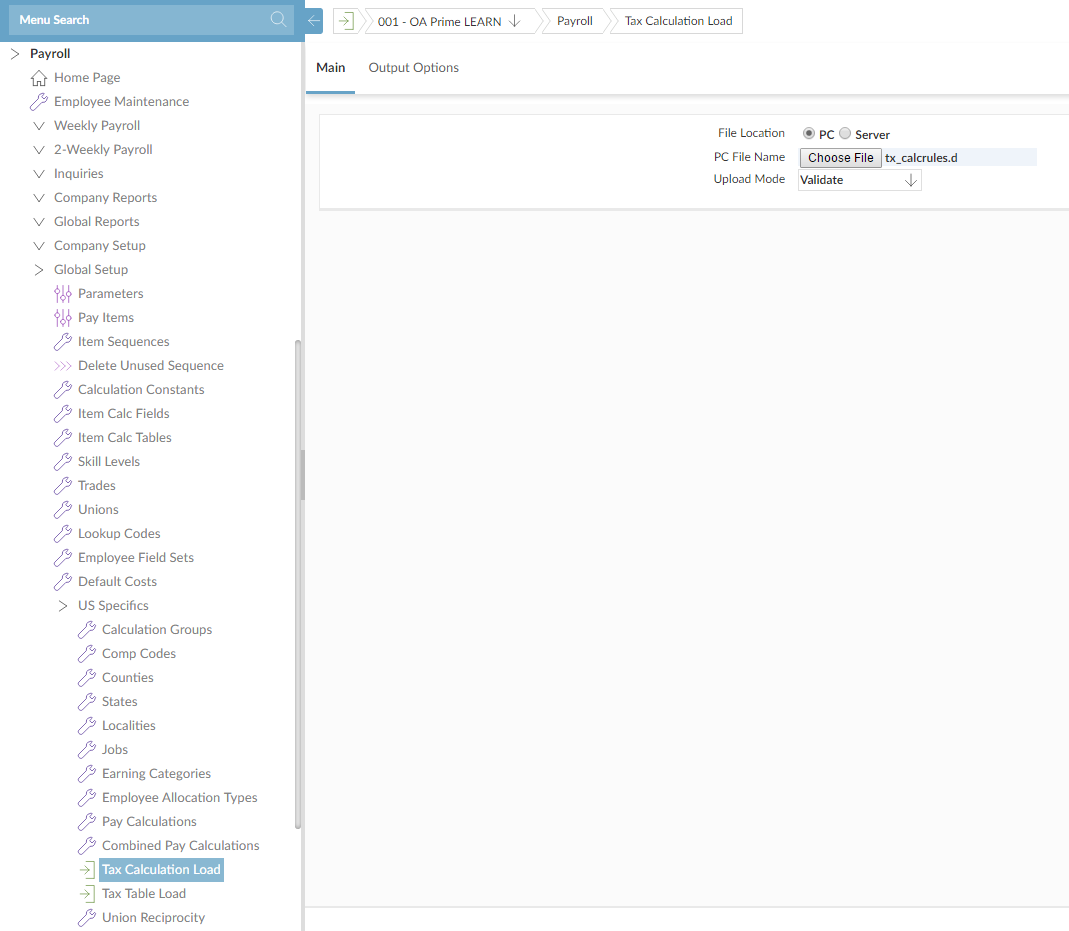 Menu Search
001 - OA Prime LEARN
Payroll
Tax Calculation Load
Payroll
Home Page
Employee Maintenance
Weekly Payroll
2-Weekly Payroll
Inquiries
Company Reports
Global Reports
Company Setup
Global Setup
Parameters
Pay Items
Item Sequences
Delete Unused Sequence
Calculation Constants
Item Calc Fields
Item Calc Tables
Skill Levels
Trades
Unions
Lookup Codes
Employee Field Sets
Default Costs
US Specifics
Calculation Groups
Comp Codes
Counties
States
Localities
Jobs
Earning Categories
Employee Allocation Types
Pay Calculations
Combined Pay Calculations
Tax Calculation Load
Tax Table Load
Union Reciprocity
Main Output Options
File Location PC Server
PC File Name Choose File tx_calcrules.d
Upload Mode Validate